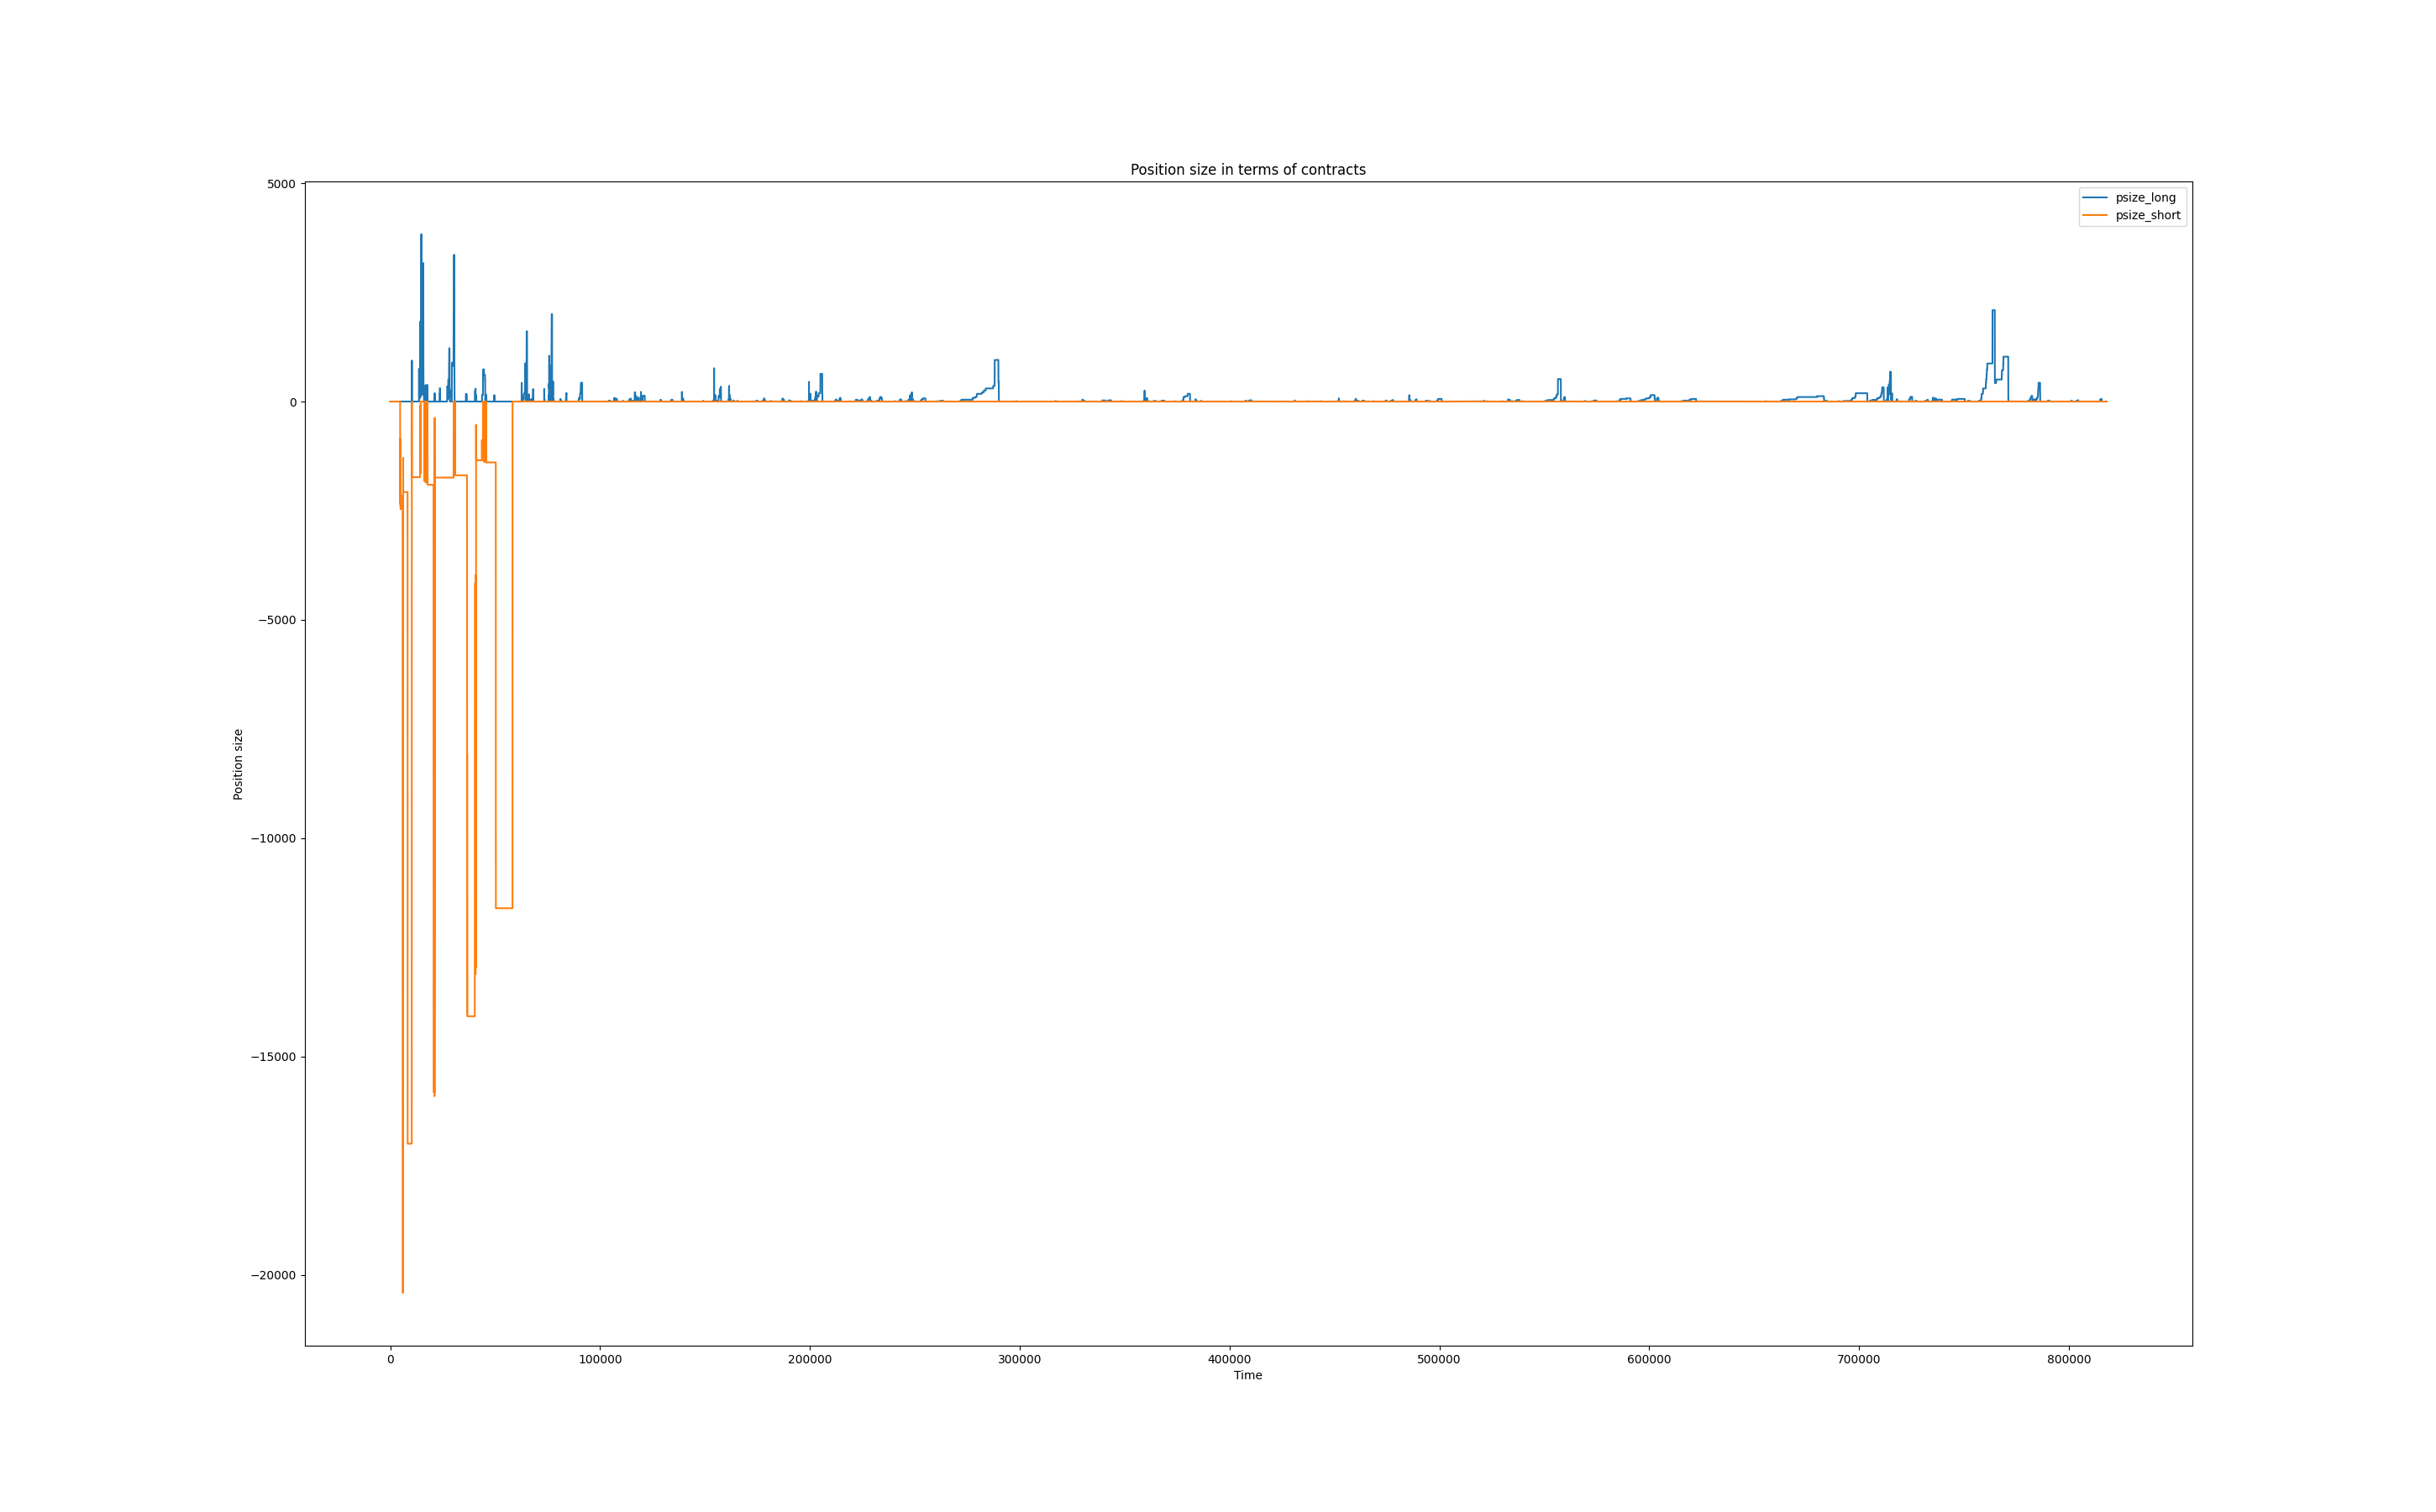 Position size in terms of contracts
psize_long
psize_short
5000
0
−5000
−10000
−15000
−20000
Position size
0 100000 200000 300000 400000 500000 600000 700000 800000
Time